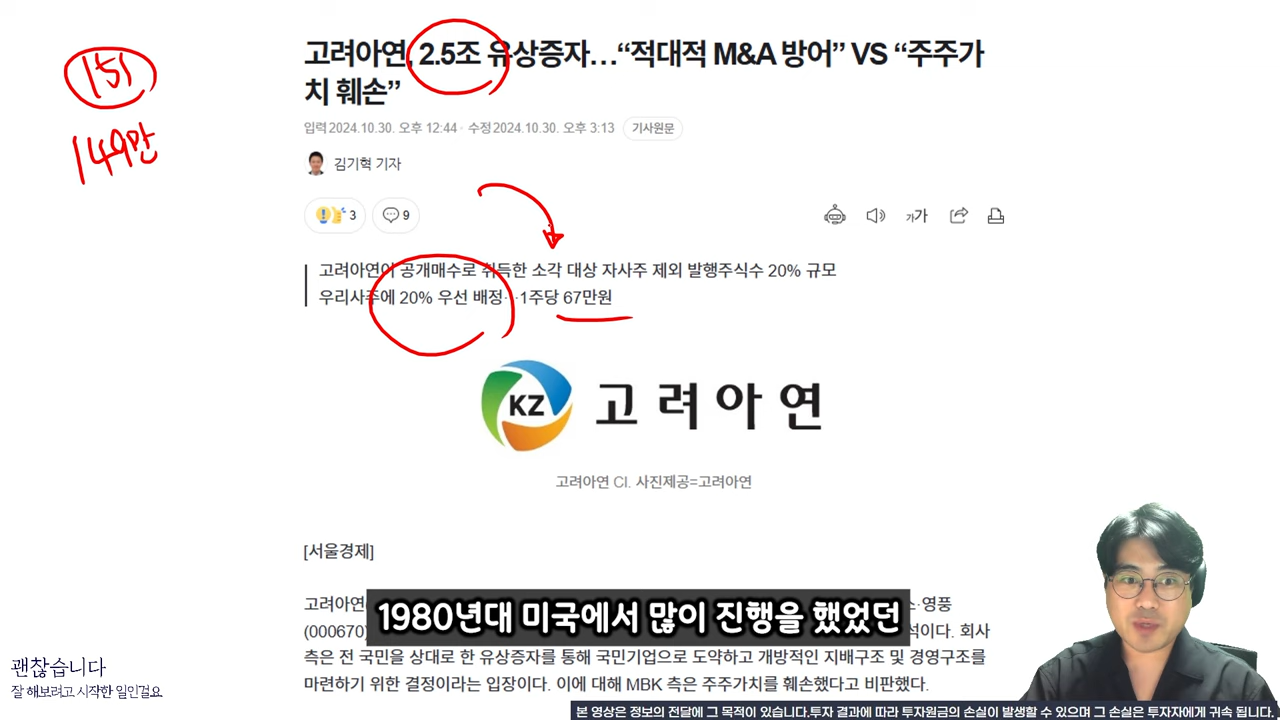 151
149만
고려아연, 2.5조 유상증자…“적대적 M&A 방어” VS “주주가
치 훼손”
입력 2024.10.30. 오후 12:44 · 수정 2024.10.30. 오후 3:13 기사원문
김기혁 기자
3 9
가가
고려아연이 공개매수로 취득한 소각 대상 자사주 제외 발행주식수 20% 규모
우리사주에 20% 우선 배정…1주당 67만원
KZ 고려아연
고려아연 CI. 사진제공=고려아연
[서울경제]
고려아연 영풍
1980년대 미국에서 많이 진행을 했었던
(000670) 석이다. 회사
측은 전 국민을 상대로 한 유상증자를 통해 국민기업으로 도약하고 개방적인 지배구조 및 경영구조를
마련하기 위한 결정이라는 입장이다. 이에 대해 MBK 측은 주주가치를 훼손했다고 비판했다.
괜찮습니다
잘 해보려고 시작한 일인걸요
본 영상은 정보의 전달에 그 목적이 있습니다.투자 결과에 따라 투자원금의 손실이 발생할 수 있으며 그 손실은 투자자에게 귀속 됩니다.